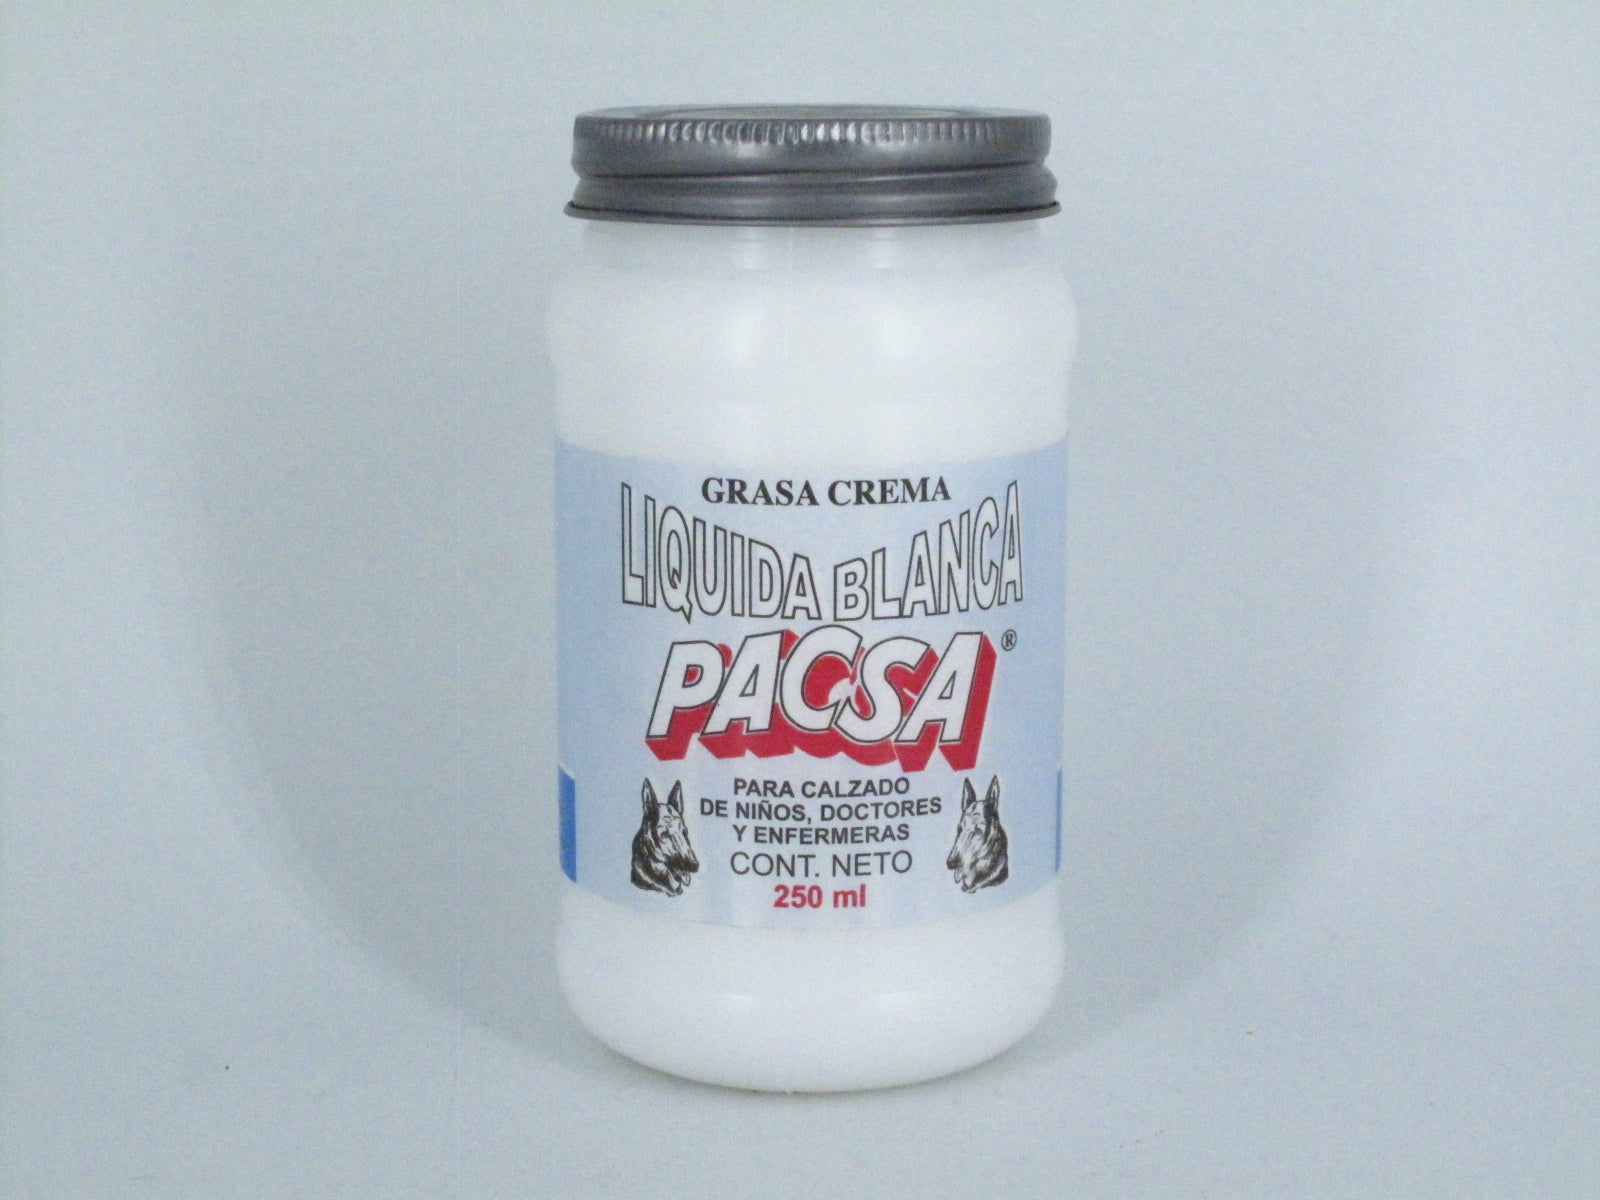 GRASA CREMA
LIQUIDA BLANCA
PACSA ®
PARA CALZADO
DE NIÑOS, DOCTORES
Y ENFERMERAS
CONT. NETO
250 ml